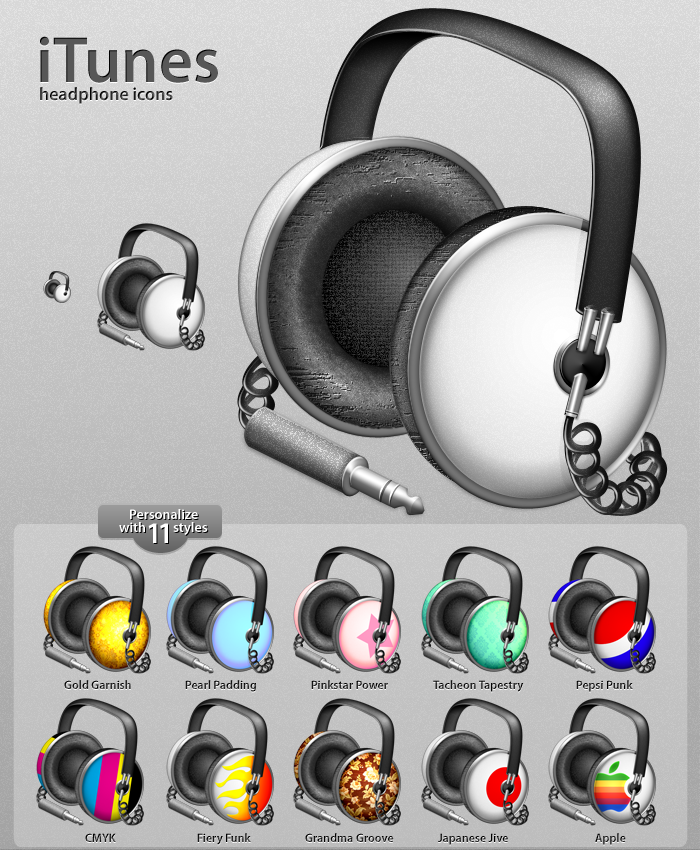 iTunes
headphone icons
Personalize
with 11 styles
Gold Garnish
Pearl Padding
Pinkstar Power
Tacheon Tapestry
Pepsi Punk
CMYK
Fiery Funk
Grandma Groove
Japanese Jive
Apple